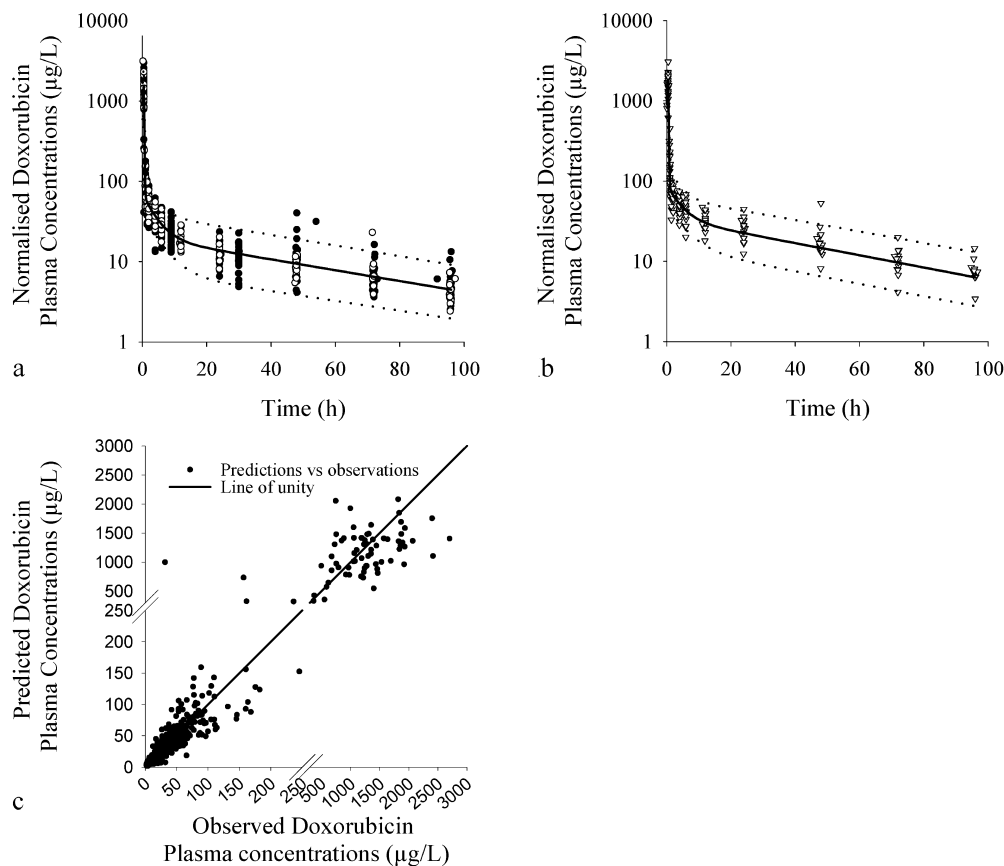 10000
1000
100
10
1
Normalised Doxorubicin
Plasma Concentrations (µg/L)
0 20 40 60 80 100
Time (h)
a
10000
1000
100
10
1
Normalised Doxorubicin
Plasma Concentrations (µg/L)
0 20 40 60 80 100
Time (h)
b
3000
2500
2000
1500
1000
500
250
200
150
100
50
0
Predicted Doxorubicin
Plasma Concentrations (µg/L)
Predictions vs observations
Line of unity
0 50 100 150 200 250 500 1000 1500 2000 2500 3000
Observed Doxorubicin
Plasma concentrations (µg/L)
c